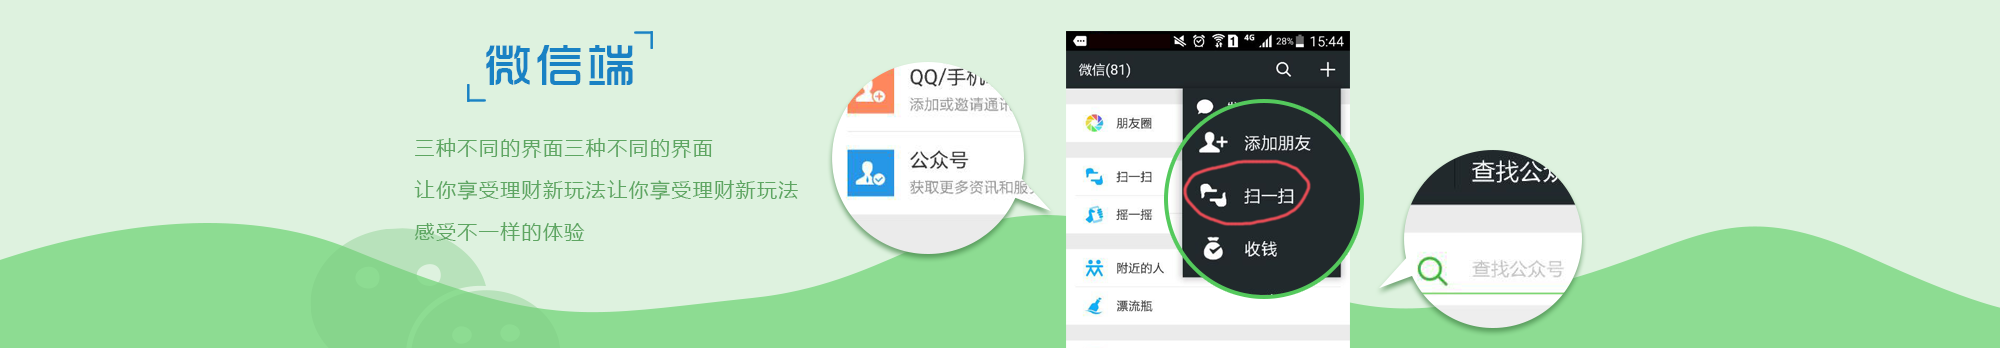 微信端
三种不同的界面三种不同的界面
让你享受理财新玩法让你享受理财新玩法
感受不一样的体验
QQ/手机
添加或邀请通讯
公众号
获取更多资讯和服
1 4G 28% 15:44
微信(81)
朋友圈
扫一扫
摇一摇
附近的人
漂流瓶
添加朋友
扫一扫
收钱
查找公众
查找公众号